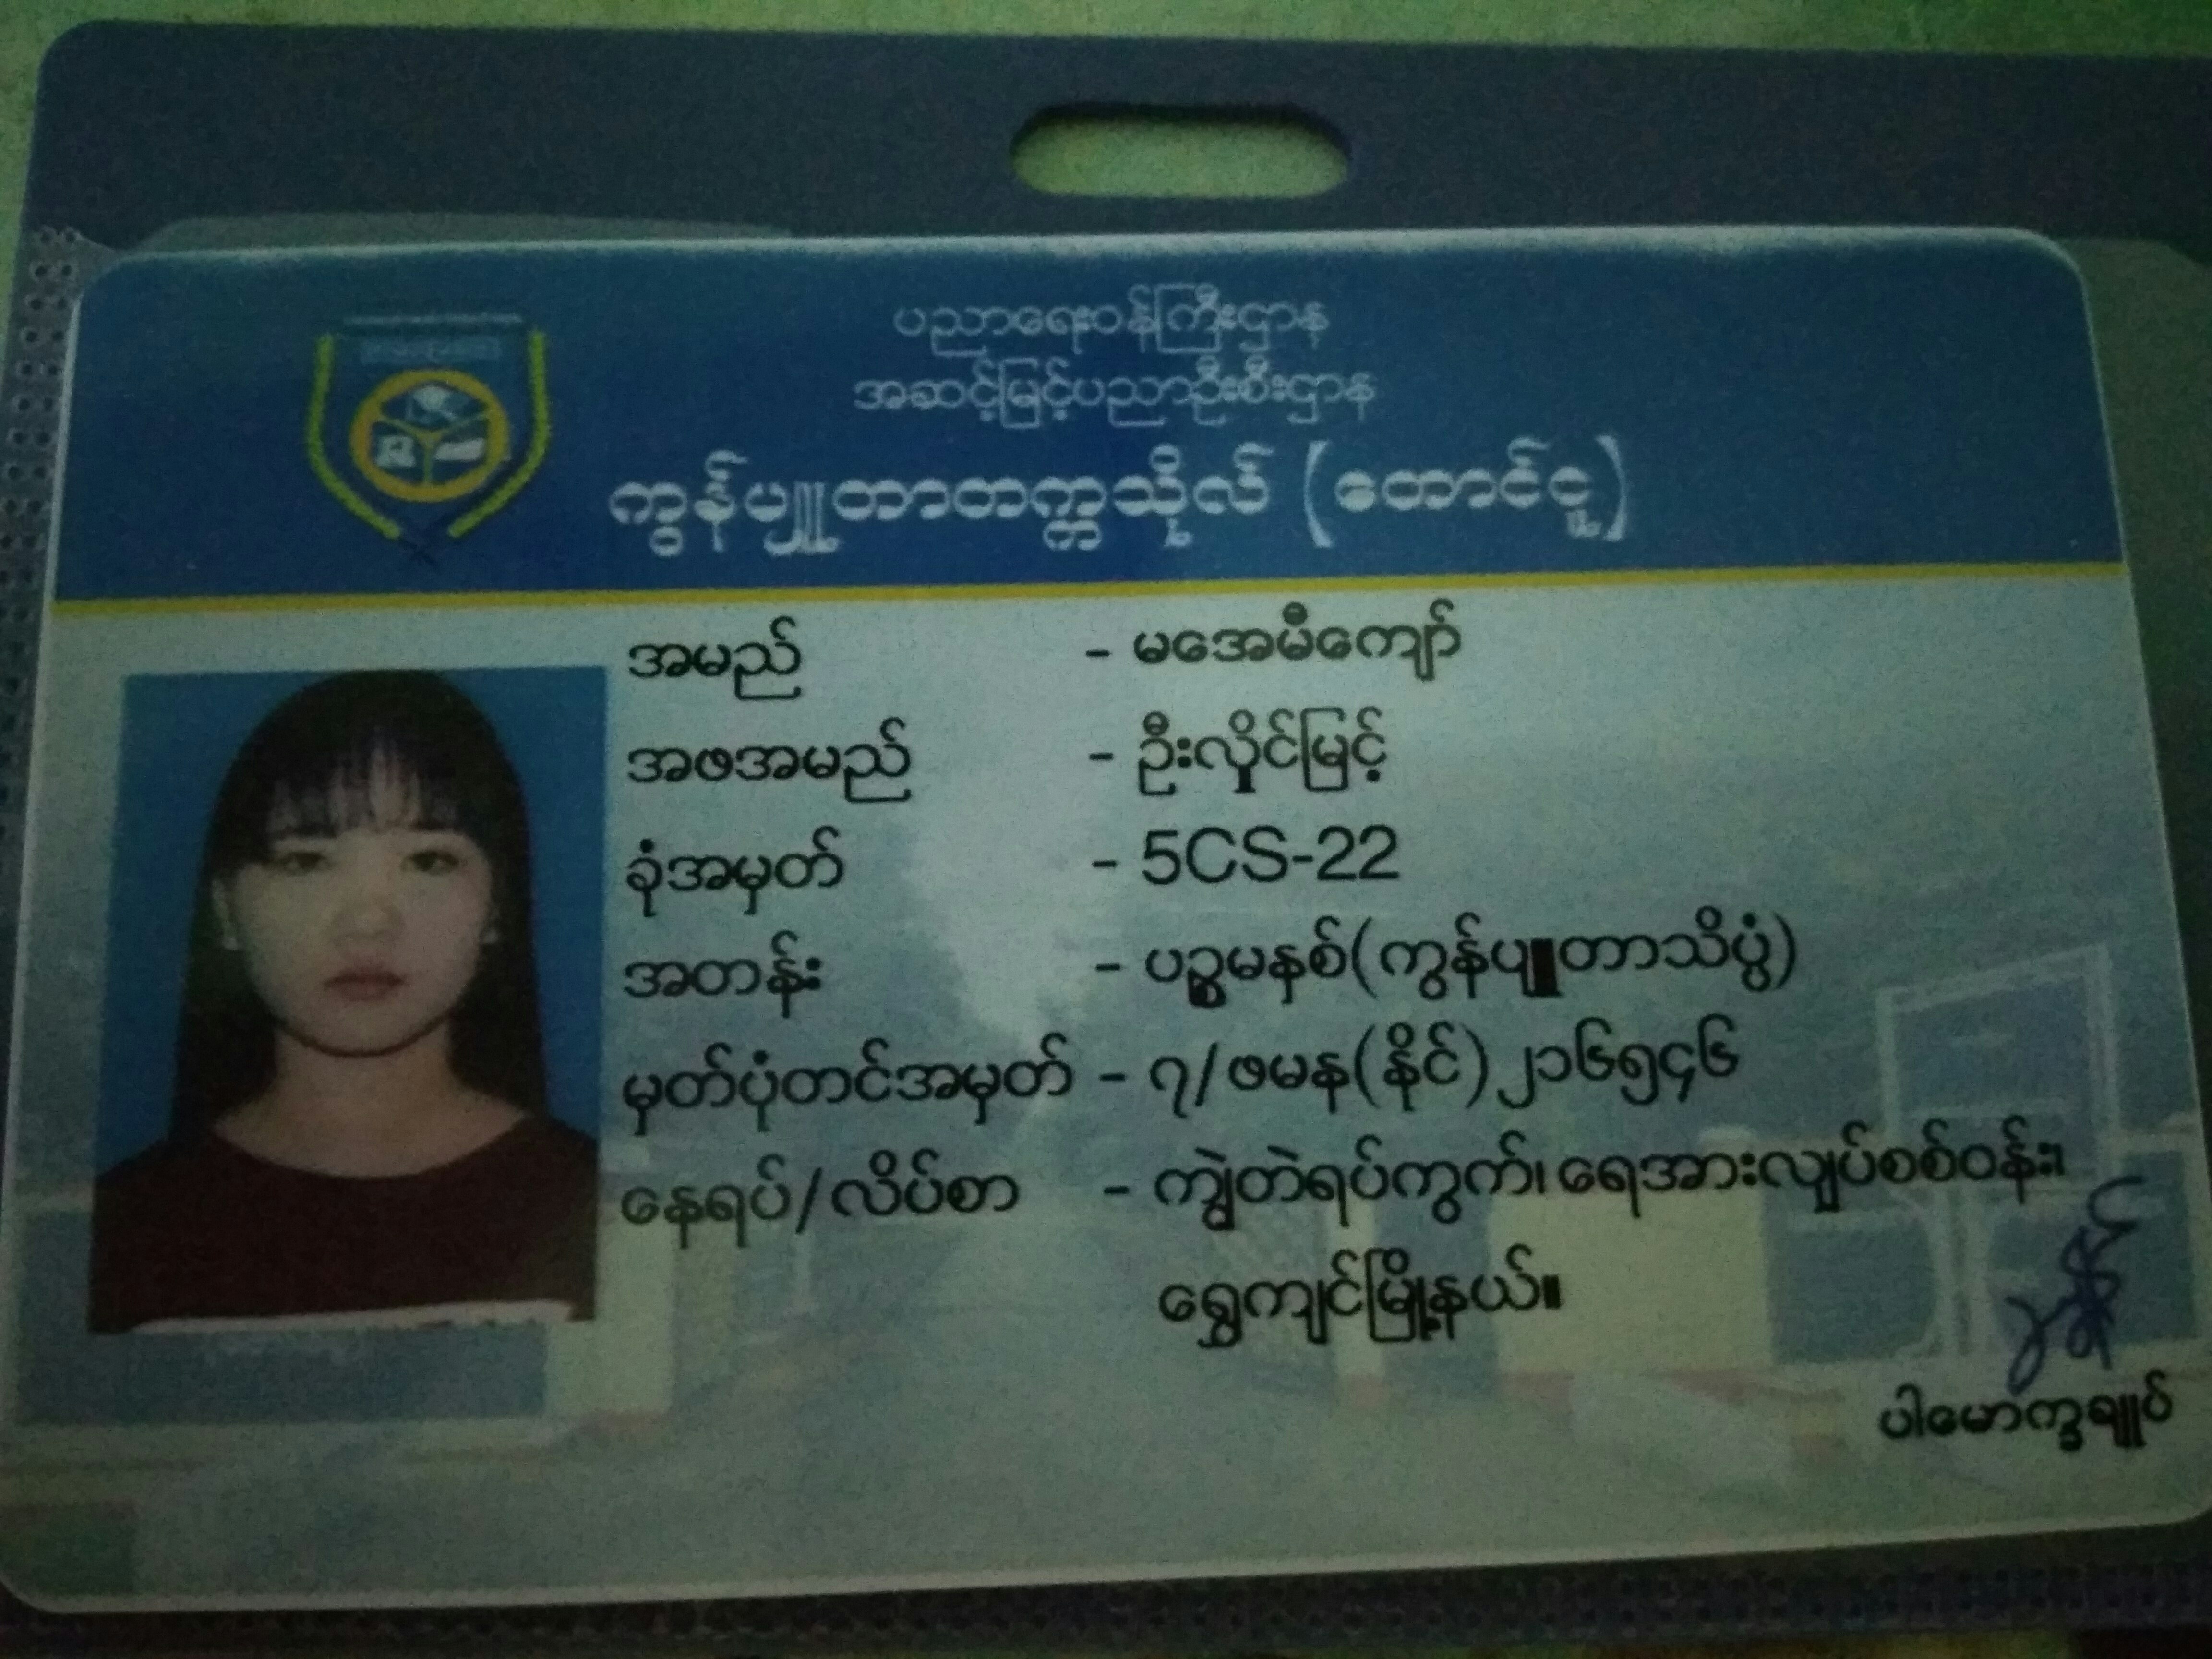 ပညာရေးဝန်ကြီးဌာန
အဆင့်မြင့်ပညာဦးစီးဌာန
ကွန်ပျူတာတက္ကသိုလ် (တောင်ငူ)
အမည် - မအေမီကျော်
အဖအမည် - ဦးလှိုင်မြင့်
ခုံအမှတ် - 5CS-22
အတန်း - ပဉ္စမနှစ်(ကွန်ပျူတာသိပ္ပံ)
မှတ်ပုံတင်အမှတ် - ၇/ဖမန(နိုင်)၂၁၆၅၄၆
နေရပ်/လိပ်စာ - ကျွဲတဲရပ်ကွက်၊ ရေအားလျှပ်စစ်ဝန်း၊
ရွှေကျင်မြို့နယ်။
ပါမောက္ခချုပ်